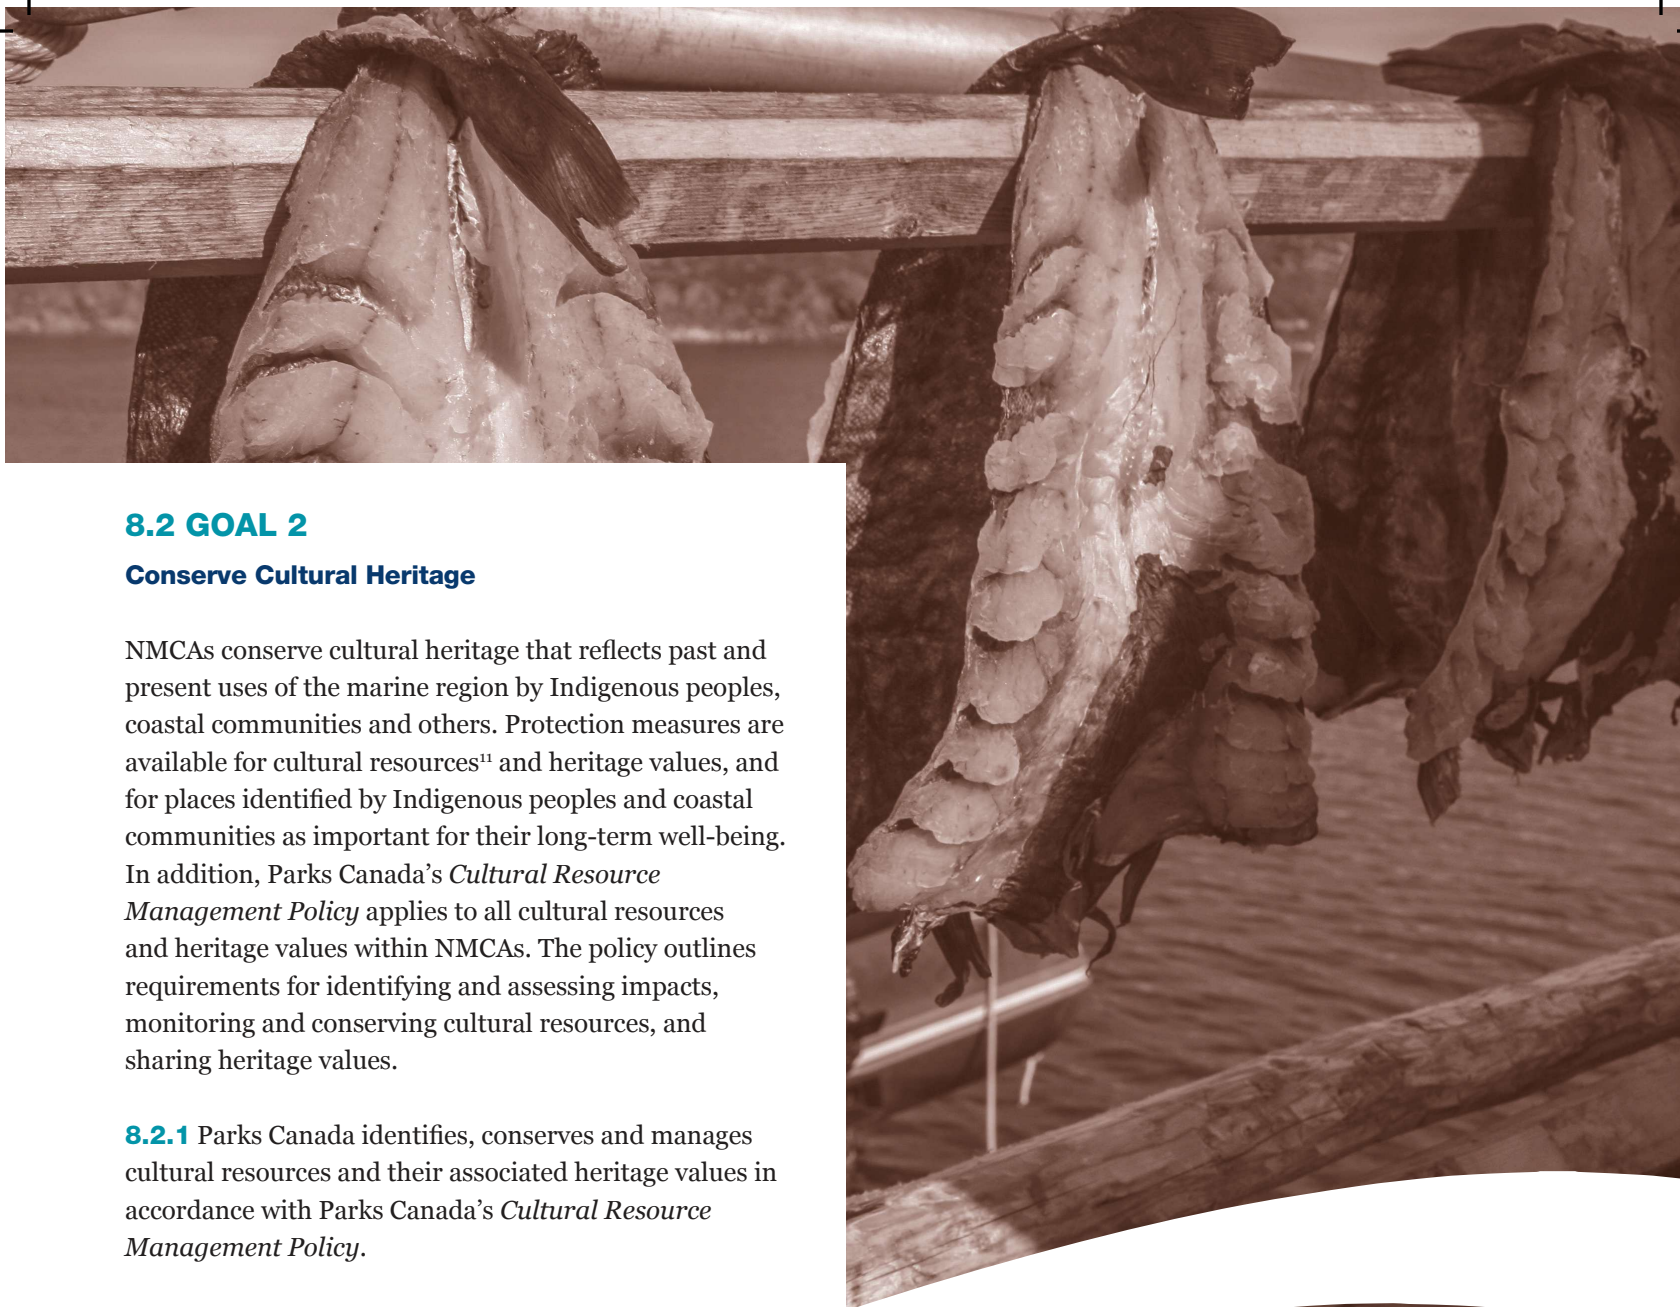 8.2 GOAL 2
Conserve Cultural Heritage
NMCAs conserve cultural heritage that reflects past and
present uses of the marine region by Indigenous peoples,
coastal communities and others. Protection measures are
available for cultural resources¹¹ and heritage values, and
for places identified by Indigenous peoples and coastal
communities as important for their long-term well-being.
In addition, Parks Canada’s Cultural Resource
Management Policy applies to all cultural resources
and heritage values within NMCAs. The policy outlines
requirements for identifying and assessing impacts,
monitoring and conserving cultural resources, and
sharing heritage values.
8.2.1 Parks Canada identifies, conserves and manages
cultural resources and their associated heritage values in
accordance with Parks Canada’s Cultural Resource
Management Policy.